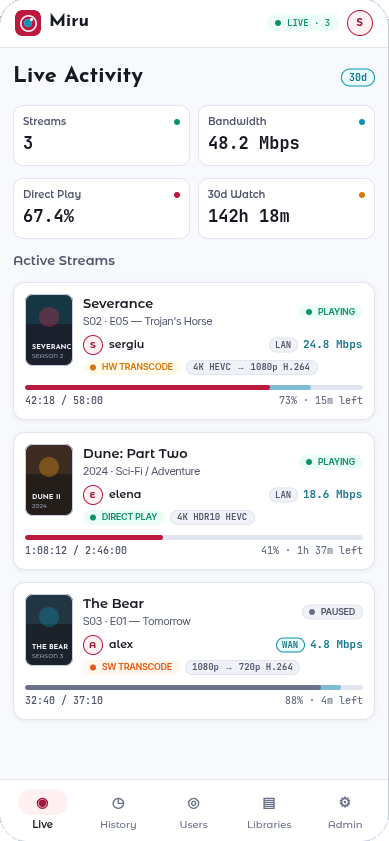 Miru
LIVE · 3
S
Live Activity
30d
Streams
3
Bandwidth
48.2 Mbps
Direct Play
67.4%
30d Watch
142h 18m
Active Streams
SEVERANC
SEASON 2
Severance
S02 · E05 — Trojan's Horse
PLAYING
S sergiu
LAN 24.8 Mbps
HW TRANSCODE 4K HEVC → 1080p H.264
42:18 / 58:00
73% · 15m left
DUNE II
2024
Dune: Part Two
2024 · Sci-Fi / Adventure
PLAYING
E elena
LAN 18.6 Mbps
DIRECT PLAY 4K HDR10 HEVC
1:08:12 / 2:46:00
41% · 1h 37m left
THE BEAR
SEASON 3
The Bear
S03 · E01 — Tomorrow
PAUSED
A alex
WAN 4.8 Mbps
SW TRANSCODE 1080p → 720p H.264
32:40 / 37:10
88% · 4m left
Live
History
Users
Libraries
Admin